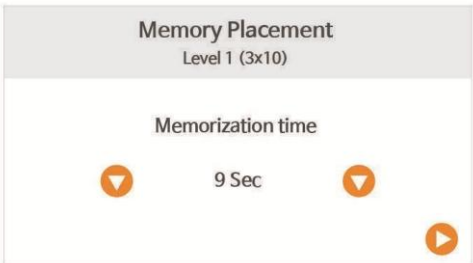 Memory Placement
Level 1 (3x10)
Memorization time
9 Sec